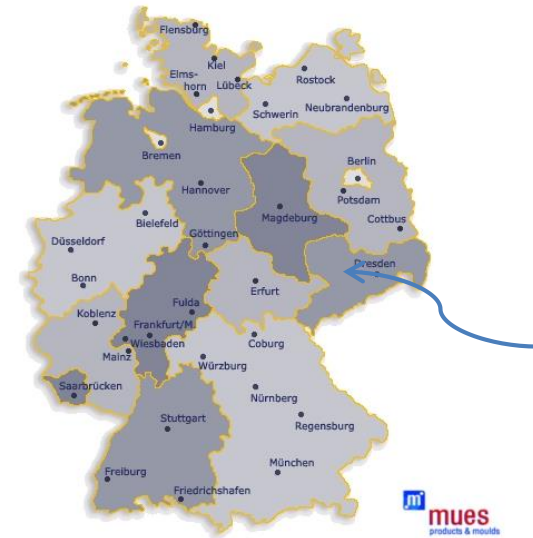 Flensburg
Kiel
Elms-
horn
Lübeck
Rostock
Schwerin
Neubrandenburg
Hamburg
Bremen
Berlin
Hannover
Potsdam
Magdeburg
Cottbus
Bielefeld
Göttingen
Düsseldorf
Bonn
Dresden
Erfurt
Fulda
Koblenz
Frankfurt/M.
Wiesbaden
Mainz
Coburg
Würzburg
Saarbrücken
Nürnberg
Stuttgart
Regensburg
München
Freiburg
Friedrichshafen
m
mues
products & moulds